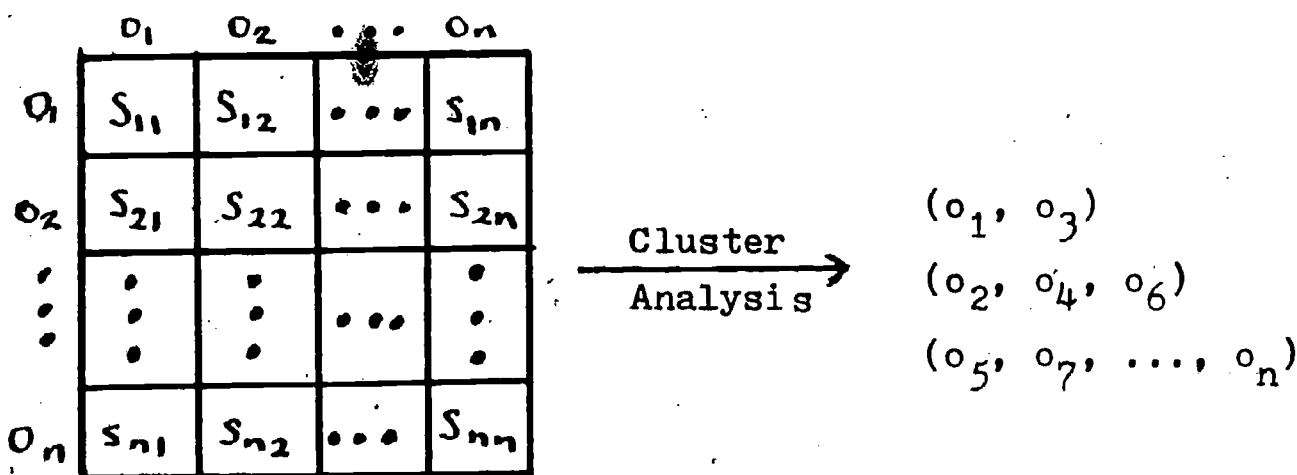 o₁ o₂ ... oₙ
o₁ S₁₁ S₁₂ ... S₁ₙ
o₂ S₂₁ S₂₂ ... S₂ₙ
⋮ ⋮ ⋮ ... ⋮
oₙ Sₙ₁ Sₙ₂ ... Sₙₙ
Cluster
Analysis
(o₁, o₃)
(o₂, o₄, o₆)
(o₅, o₇, ..., oₙ)